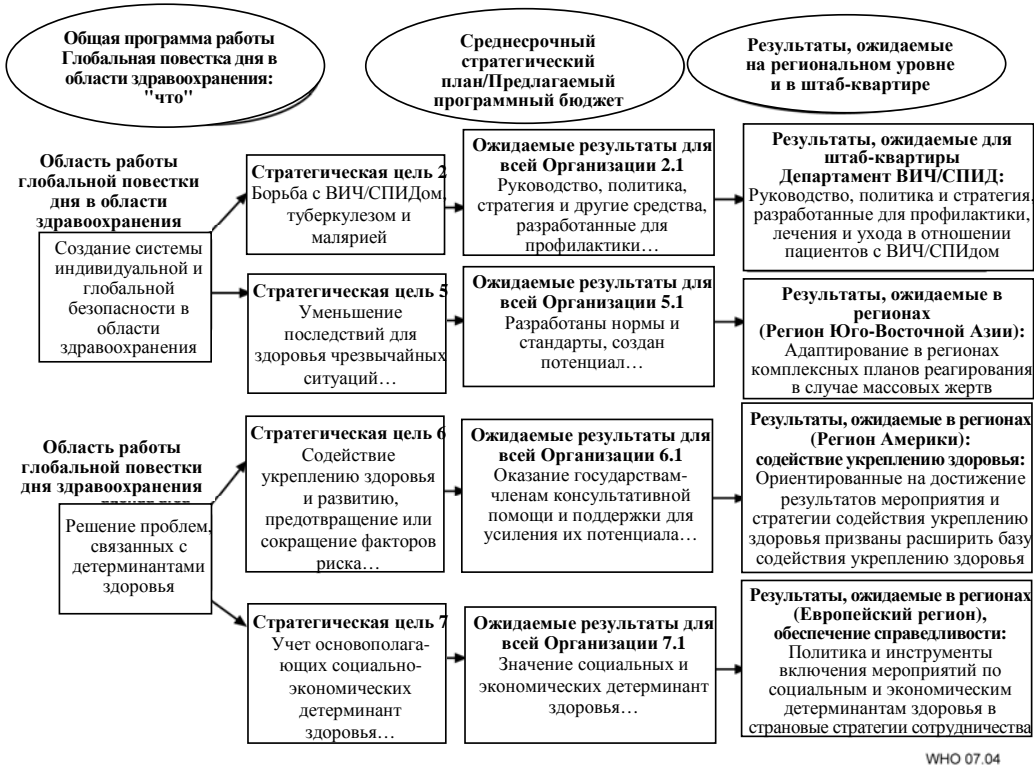 Общая программа работы
Глобальная повестка дня в
области здравоохранения:
"что"
Среднесрочный
стратегический
план/Предлагаемый
программный бюджет
Результаты, ожидаемые
на региональном уровне
и в штаб-квартире
Область работы
глобальной повестки
дня в области
здравоохранения
Создание системы
индивидуальной и
глобальной
безопасности в
области
здравоохранения
Стратегическая цель 2
Борьба с ВИЧ/СПИДом,
туберкулезом и
малярией
Ожидаемые результаты для
всей Организации 2.1
Руководство, политика,
стратегия и другие средства,
разработанные для
профилактики…
Результаты, ожидаемые для
штаб-квартиры
Департамент ВИЧ/СПИД:
Руководство, политика и стратегия,
разработанные для профилактики,
лечения и ухода в отношении
пациентов с ВИЧ/СПИдом
Стратегическая цель 5
Уменьшение
последствий для
здоровья чрезвычайных
ситуаций…
Ожидаемые результаты для
всей Организации 5.1
Разработаны нормы и
стандарты, создан
потенциал…
Результаты, ожидаемые в
регионах
(Регион Юго-Восточной Азии):
Адаптирование в регионах
комплексных планов реагирования
в случае массовых жертв
Область работы
глобальной повестки
дня здравоохранения
Решение проблем,
связанных с
детерминантами
здоровья
Стратегическая цель 6
Содействие
укреплению здоровья
и развитию,
предотвращение или
сокращение факторов
риска…
Ожидаемые результаты для
всей Организации 6.1
Оказание государствам-
членам консультативной
помощи и поддержки для
усиления их потенциала…
Результаты, ожидаемые в регионах
(Регион Америки):
содействие укреплению здоровья:
Ориентированные на достижение
результатов мероприятия и
стратегии содействия укреплению
здоровья призваны расширить базу
содействия укреплению здоровья
Стратегическая цель 7
Учет основополага-
ющих социально-
экономических
детерминант
здоровья…
Ожидаемые результаты для
всей Организации 7.1
Значение социальных и
экономических детерминант
здоровья…
Результаты, ожидаемые в регионах
(Европейский регион),
обеспечение справедливости:
Политика и инструменты
включения мероприятий по
социальным и экономическим
детерминантам здоровья в
страновые стратегии сотрудничества
WHO 07.04